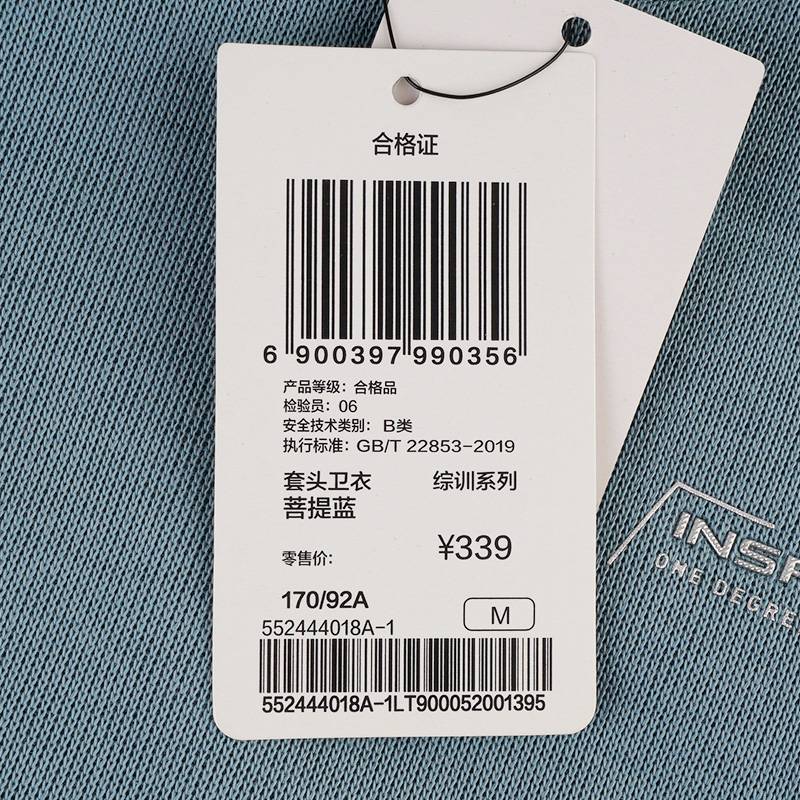 合格证
6 900397 990356
产品等级：合格品
检验员：06
安全技术类别：B类
执行标准：GB/T 22853-2019
套头卫衣 综训系列
菩提蓝
零售价： ¥339
170/92A
552444018A-1 M
552444018A-1LT900052001395
ONE